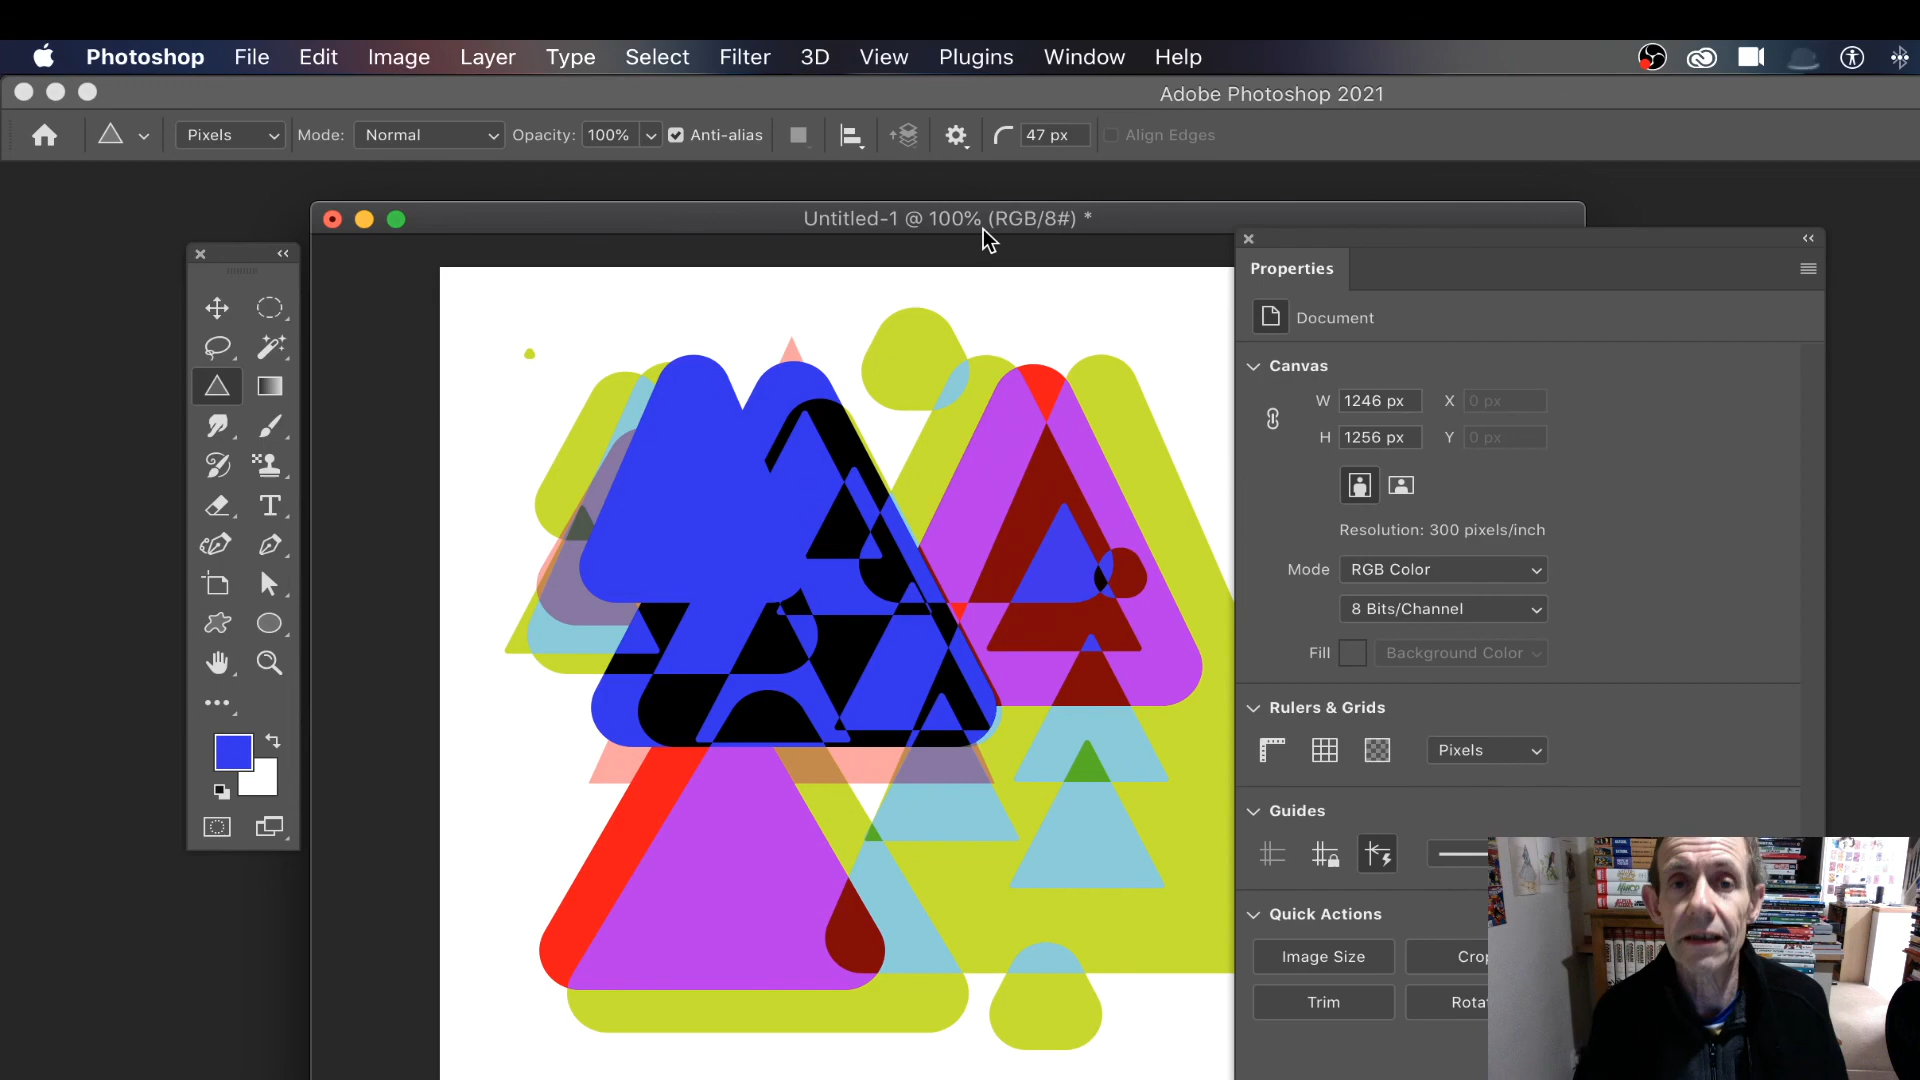 Photoshop File Edit Image Layer Type Select Filter 3D View Plugins Window Help
Adobe Photoshop 2021
Pixels Mode: Normal Opacity: 100% Anti-alias 47 px Align Edges
Untitled-1 @ 100% (RGB/8#) *
Properties
Document
Canvas
W 1246 px X 0 px
H 1256 px Y 0 px
Resolution: 300 pixels/inch
Mode RGB Color
8 Bits/Channel
Fill Background Color
Rulers & Grids
Pixels
Guides
Quick Actions
Image Size Crop
Trim Rota